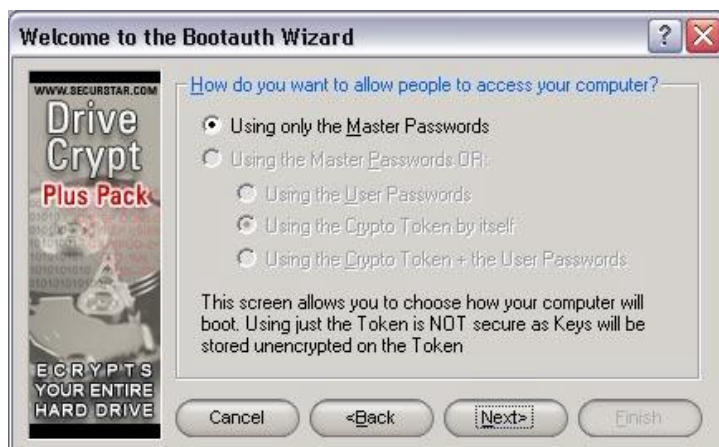 Welcome to the Bootauth Wizard
WWW.SECURSTAR.COM
Drive
Crypt
Plus Pack
ECRYPTS
YOUR ENTIRE
HARD DRIVE
How do you want to allow people to access your computer?
Using only the Master Passwords
Using the Master Passwords OR:
Using the User Passwords
Using the Crypto Token by itself
Using the Crypto Token + the User Passwords
This screen allows you to choose how your computer will
boot. Using just the Token is NOT secure as Keys will be
stored unencrypted on the Token
Cancel
<Back
Next>
Finish